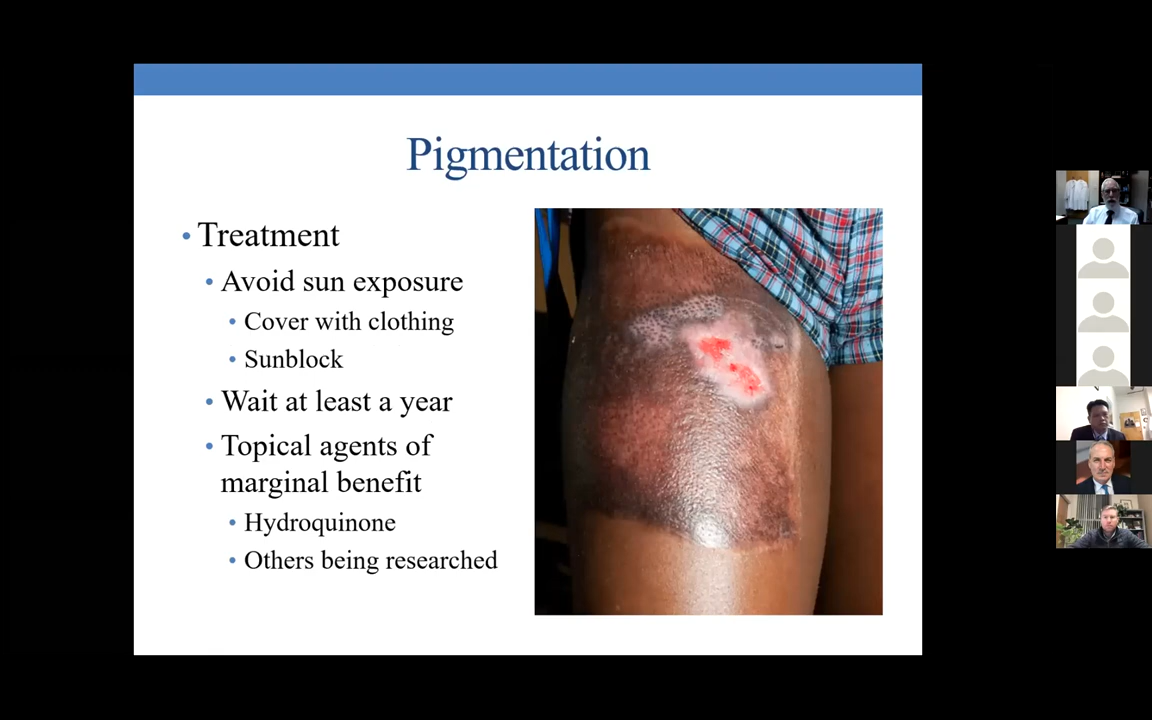 Pigmentation
• Treatment
• Avoid sun exposure
• Cover with clothing
• Sunblock
• Wait at least a year
• Topical agents of
marginal benefit
• Hydroquinone
• Others being researched